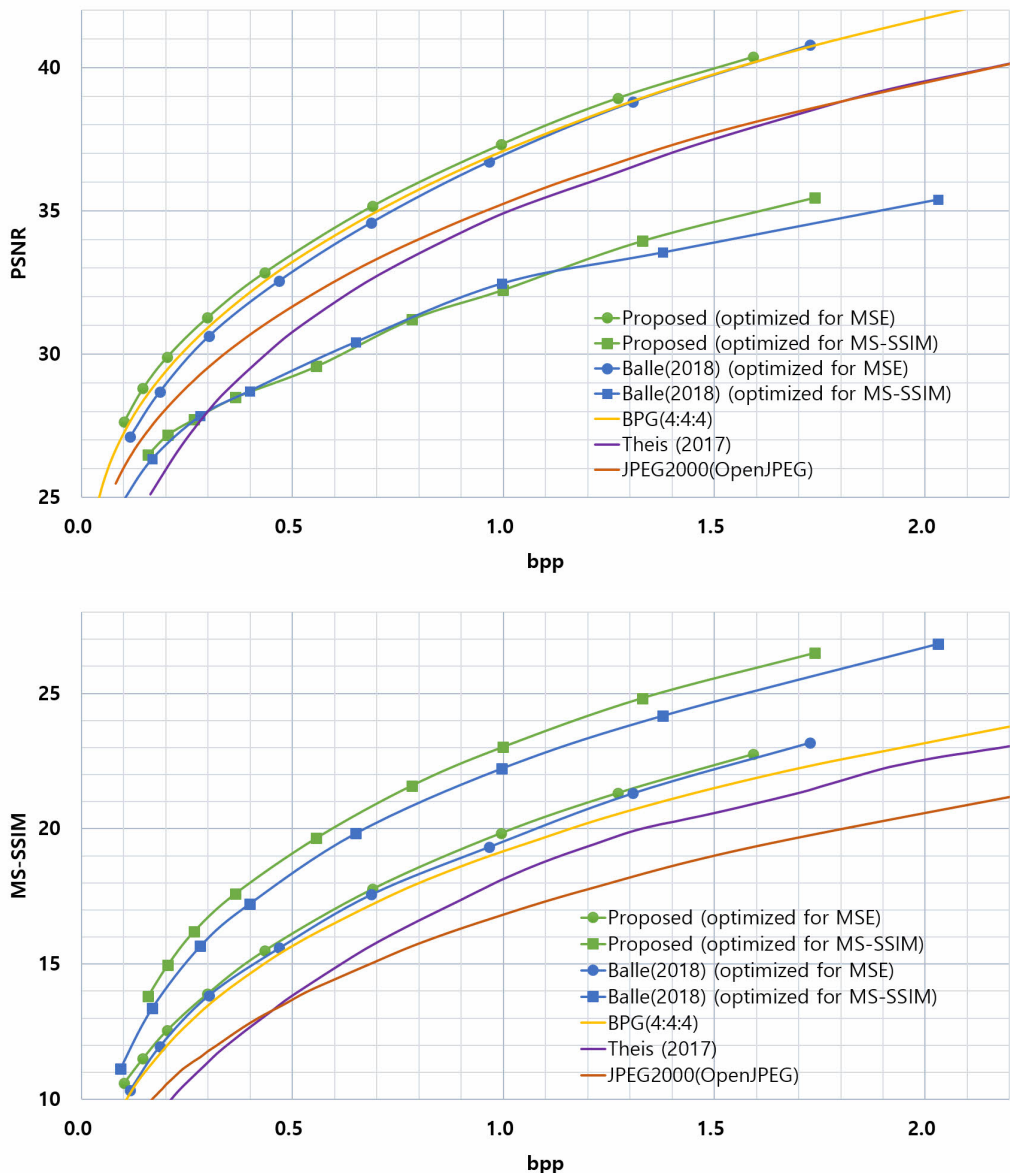 40
35
PSNR
30
25
Proposed (optimized for MSE)
Proposed (optimized for MS-SSIM)
Balle(2018) (optimized for MSE)
Balle(2018) (optimized for MS-SSIM)
BPG(4:4:4)
Theis (2017)
JPEG2000(OpenJPEG)
0.0 0.5 1.0 1.5 2.0
bpp
25
20
MS-SSIM
15
10
Proposed (optimized for MSE)
Proposed (optimized for MS-SSIM)
Balle(2018) (optimized for MSE)
Balle(2018) (optimized for MS-SSIM)
BPG(4:4:4)
Theis (2017)
JPEG2000(OpenJPEG)
0.0 0.5 1.0 1.5 2.0
bpp